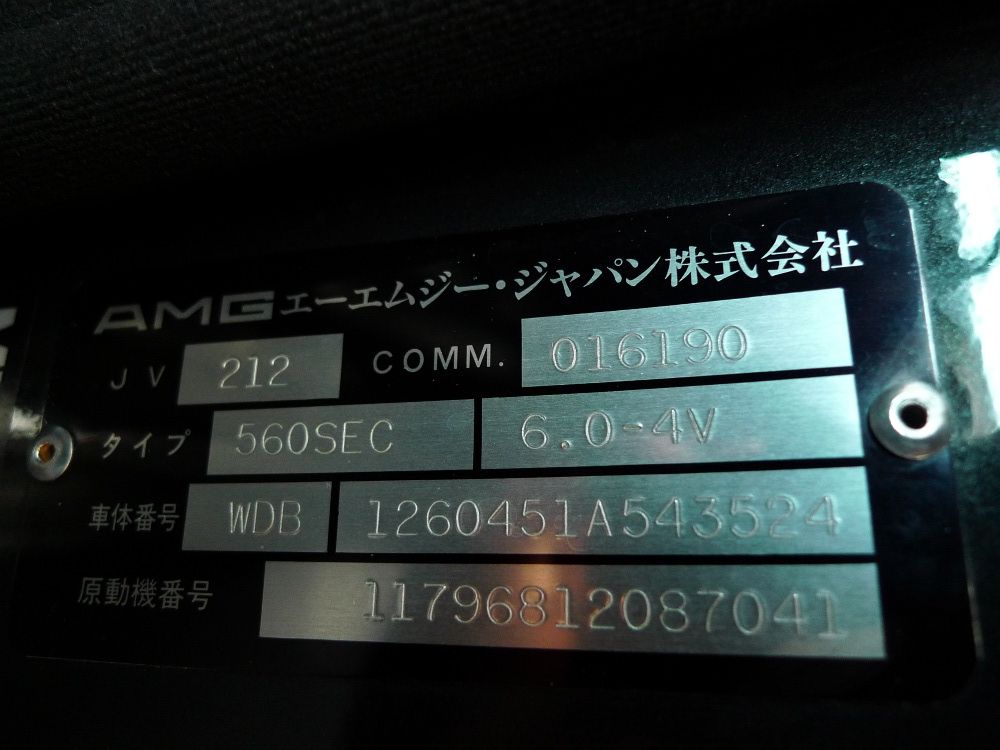 AMG エーエムジー・ジャパン株式会社
JV 212 COMM. 016190
タイプ 560SEC 6.0-4V
車体番号 WDB 1260451A543524
原動機番号 11796812087041